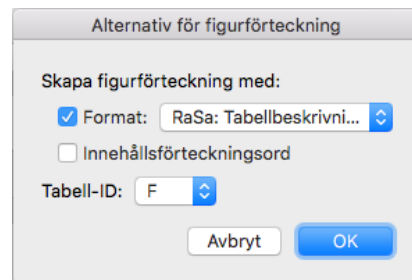 Alternativ för figurförteckning
Skapa figurförteckning med:
Format: RaSa: Tabellbeskrivni...
Innehållsförteckningsord
Tabell-ID: F
Avbryt OK